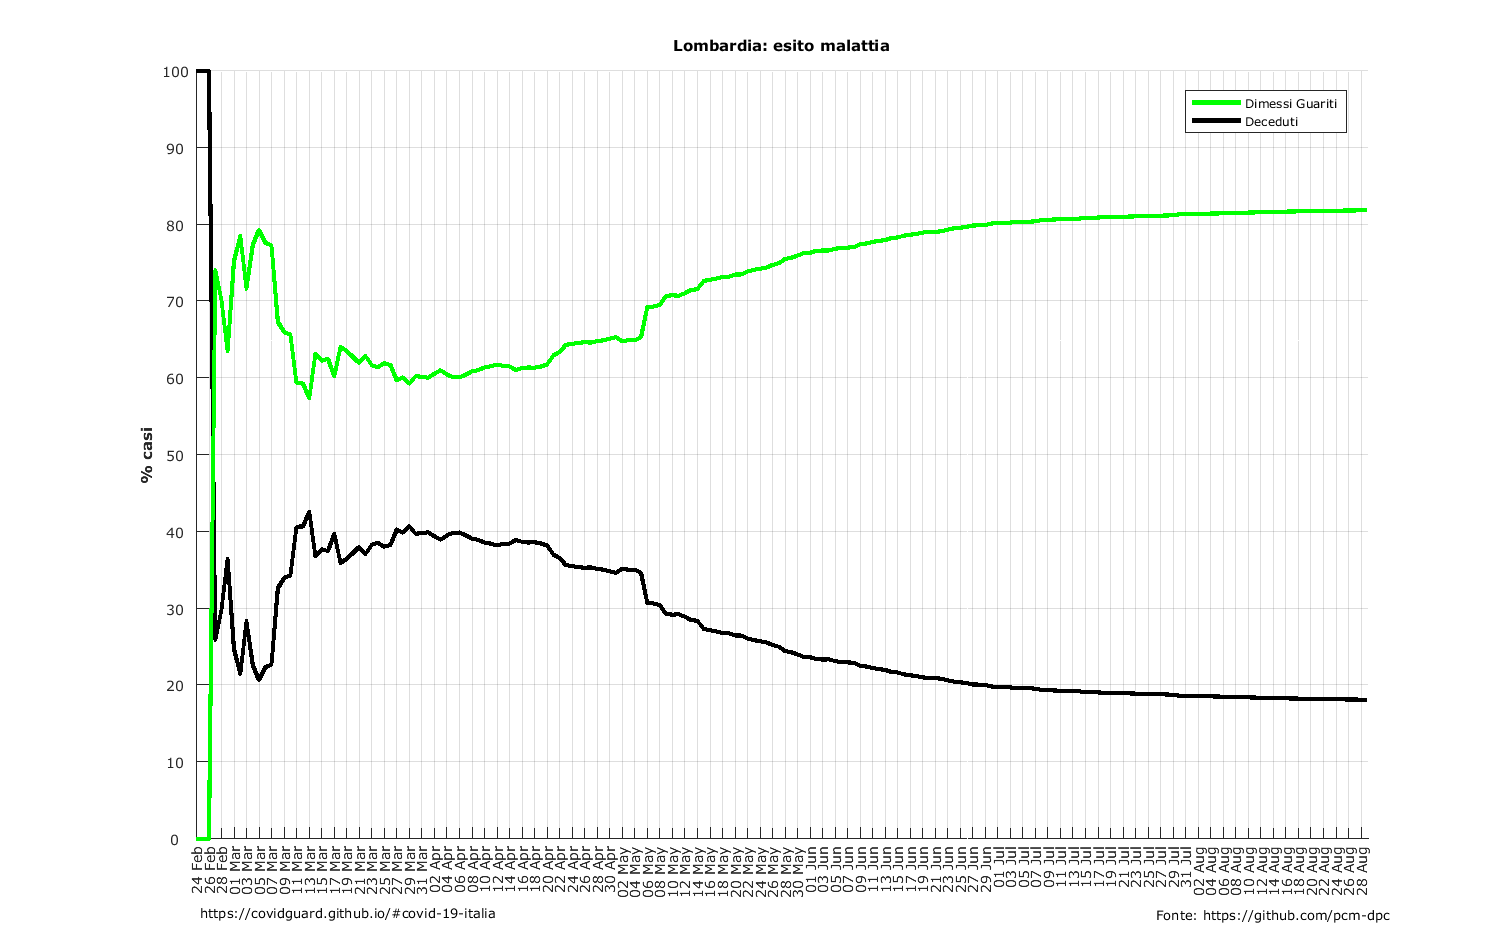 Lombardia: esito malattia
Dimessi Guariti
Deceduti
% casi
100
90
80
70
60
50
40
30
20
10
0
24 Feb
26 Feb
28 Feb
01 Mar
03 Mar
05 Mar
07 Mar
09 Mar
11 Mar
13 Mar
15 Mar
17 Mar
19 Mar
21 Mar
23 Mar
25 Mar
27 Mar
29 Mar
31 Mar
02 Apr
04 Apr
06 Apr
08 Apr
10 Apr
12 Apr
14 Apr
16 Apr
18 Apr
20 Apr
22 Apr
24 Apr
26 Apr
28 Apr
30 Apr
02 May
04 May
06 May
08 May
10 May
12 May
14 May
16 May
18 May
20 May
22 May
24 May
26 May
28 May
30 May
01 Jun
03 Jun
05 Jun
07 Jun
09 Jun
11 Jun
13 Jun
15 Jun
17 Jun
19 Jun
21 Jun
23 Jun
25 Jun
27 Jun
29 Jun
01 Jul
03 Jul
05 Jul
07 Jul
09 Jul
11 Jul
13 Jul
15 Jul
17 Jul
19 Jul
21 Jul
23 Jul
25 Jul
27 Jul
29 Jul
31 Jul
02 Aug
04 Aug
06 Aug
08 Aug
10 Aug
12 Aug
14 Aug
16 Aug
18 Aug
20 Aug
22 Aug
24 Aug
26 Aug
28 Aug
https://covidguard.github.io/#covid-19-italia
Fonte: https://github.com/pcm-dpc